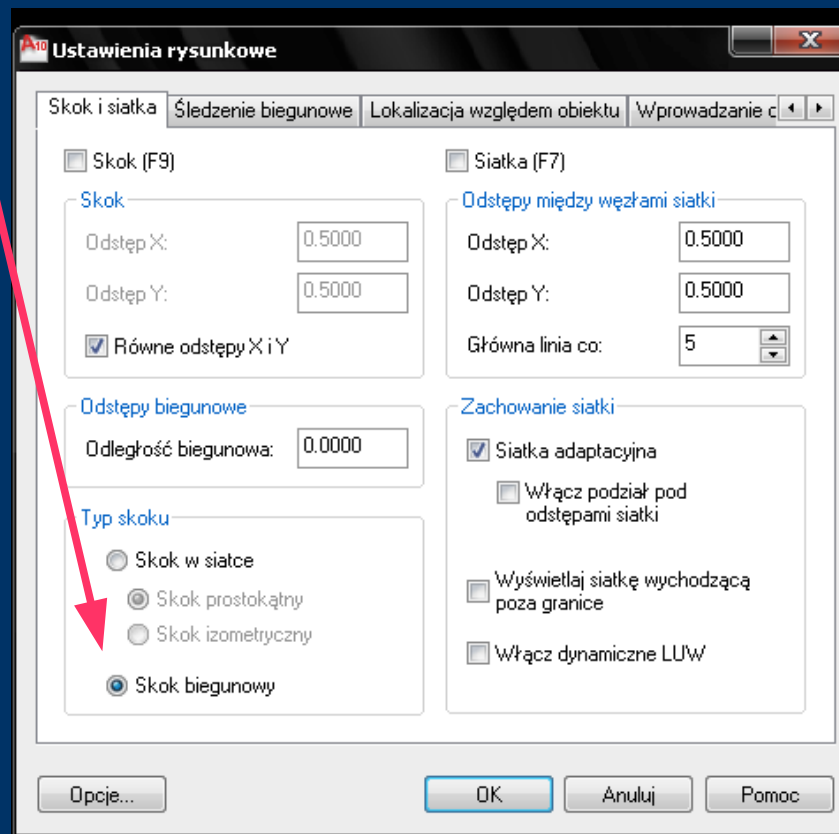 A10 Ustawienia rysunkowe
Skok i siatka Śledzenie biegunowe Lokalizacja względem obiektu Wprowadzanie
Skok (F9)
Skok
Odstęp X: 0.5000
Odstęp Y: 0.5000
Równe odstępy X i Y
Odstępy biegunowe
Odległość biegunowa: 0.0000
Typ skoku
Skok w siatce
Skok prostokątny
Skok izometryczny
Skok biegunowy
Siatka (F7)
Odstępy między węzłami siatki
Odstęp X: 0.5000
Odstęp Y: 0.5000
Główna linia co: 5
Zachowanie siatki
Siatka adaptacyjna
Włącz podział pod
odstępami siatki
Wyświetlaj siatkę wychodzącą
poza granice
Włącz dynamiczne LUW
Opcje... OK Anuluj Pomoc